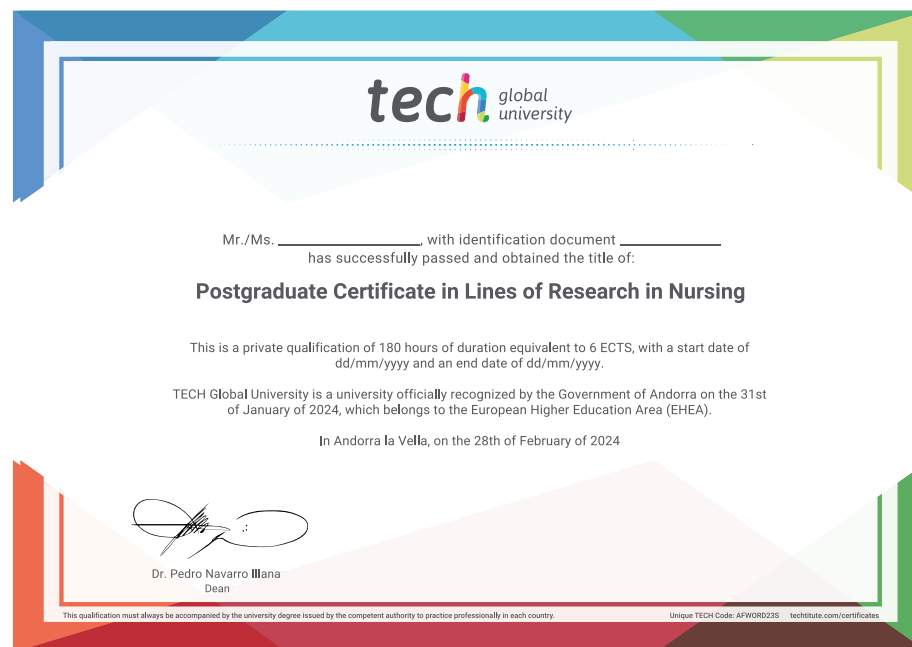 tech global
university
Mr./Ms. ____________________, with identification document ______________
has successfully passed and obtained the title of:
Postgraduate Certificate in Lines of Research in Nursing
This is a private qualification of 180 hours of duration equivalent to 6 ECTS, with a start date of
dd/mm/yyyy and an end date of dd/mm/yyyy.
TECH Global University is a university officially recognized by the Government of Andorra on the 31st
of January of 2024, which belongs to the European Higher Education Area (EHEA).
In Andorra la Vella, on the 28th of February of 2024
Dr. Pedro Navarro Illana
Dean
This qualification must always be accompanied by the university degree issued by the competent authority to practice professionally in each country. Unique TECH Code: AFWORD23S techtitute.com/certificates